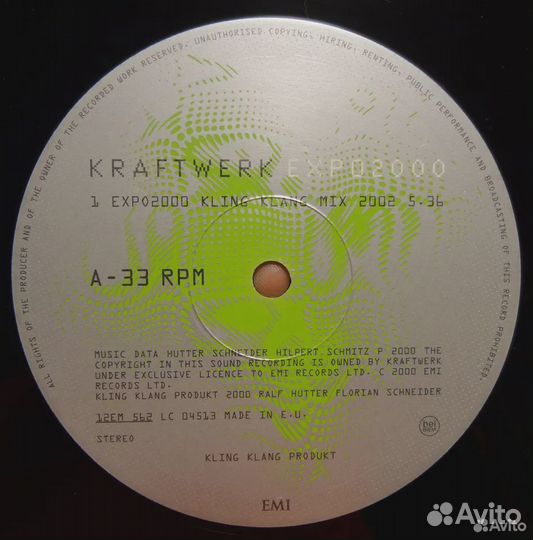 ALL RIGHTS OF THE PRODUCER AND OF THE OWNER OF THE RECORDED WORK RESERVED. UNAUTHORISED COPYING, HIRING, RENTING, PUBLIC PERFORMANCE AND BROADCASTING OF THIS RECORD PROHIBITED.
KRAFTWERK EXPO2000
1 EXPO2000 KLING KLANG MIX 2002 5-36
A-33 RPM
MUSIC DATA HUTTER SCHNEIDER HILPERT SCHMITZ P 2000 THE
COPYRIGHT IN THIS SOUND RECORDING IS OWNED BY KRAFTWERK
UNDER EXCLUSIVE LICENCE TO EMI RECORDS LTD. C 2000 EMI
RECORDS LTD.
KLING KLANG PRODUKT 2000 RALF HUTTER FLORIAN SCHNEIDER
12EM 562 LC 04513 MADE IN E.U.
STEREO
KLING KLANG PRODUKT
EMI
Avito
Avito